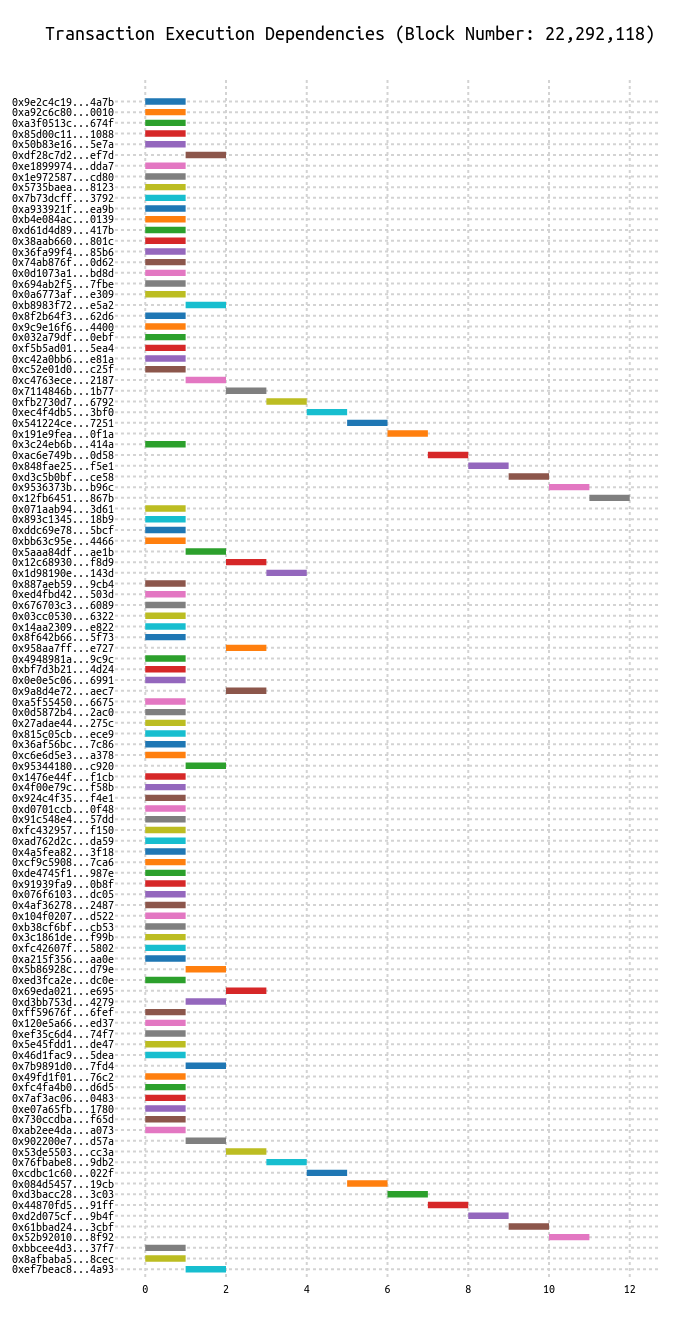 Transaction Execution Dependencies (Block Number: 22,292,118)
0x9e2c4c19...4a7b
0xa92c6c80...0010
0xa3f0513c...674f
0x85d00c11...1088
0x50b83e16...5e7a
0xdf28c7d2...ef7d
0xe1899974...dda7
0x1e972587...cd80
0x5735baea...8123
0x7b73dcff...3792
0xa933921f...ea9b
0xb4e084ac...0139
0xd61d4d89...417b
0x38aab660...801c
0x36fa99f4...85b6
0x74ab876f...0d62
0x0d1073a1...bd8d
0x694ab2f5...7fbe
0x0a6773af...e309
0xb8983f72...e5a2
0x8f2b64f3...62d6
0x9c9e16f6...4400
0x032a79df...0ebf
0xf5b5ad01...5ea4
0xc42a0bb6...e81a
0xc52e01d0...c25f
0xc4763ece...2187
0x7114846b...1b77
0xfb2730d7...6792
0xec4f4db5...3bf0
0x541224ce...7251
0x191e9fea...0f1a
0x3c24eb6b...414a
0xac6e749b...0d58
0x848fae25...f5e1
0xd3c5b0bf...ce58
0x9536373b...b96c
0x12fb6451...867b
0x071aab94...3d61
0x893c1345...18b9
0xddc69e78...5bcf
0xbb63c95e...4466
0x5aaa84df...ae1b
0x12c68930...f8d9
0x1d98190e...143d
0x887aeb59...9cb4
0xed4fbd42...503d
0x676703c3...6089
0x03cc0530...6322
0x14aa2309...e822
0x8f642b66...5f73
0x958aa7ff...e727
0x4948981a...9c9c
0xbf7d3b21...4d24
0x0e0e5c06...6991
0x9a8d4e72...aec7
0xa5f55450...6675
0x0d5872b4...2ac0
0x27adae44...275c
0x815c05cb...ece9
0x36af56bc...7c86
0xc6e6d5e3...a378
0x95344180...c920
0x1476e44f...f1cb
0x4f00e79c...f58b
0x924c4f35...f4e1
0xd0701ccb...0f48
0x91c548e4...57dd
0xfc432957...f150
0xad762d2c...da59
0x4a5fea82...3f18
0xcf9c5908...7ca6
0xde4745f1...987e
0x91939fa9...0b8f
0x076f6103...dc05
0x4af36278...2487
0x104f0207...d522
0xb38cf6bf...cb53
0x3c1861de...f99b
0xfc42607f...5802
0xa215f356...aa0e
0x5b86928c...d79e
0xed3fca2e...dc0e
0x69eda021...e695
0xd3bb753d...4279
0xff59676f...6fef
0x120e5a66...ed37
0xef35c6d4...74f7
0x5e45fdd1...de47
0x46d1fac9...5dea
0x7b9891d0...7fd4
0x49fd1f01...76c2
0xfc4fa4b0...d6d5
0x7af3ac06...0483
0xe07a65fb...1780
0x730ccdba...f65d
0xab2ee4da...a073
0x902200e7...d57a
0x53de5503...cc3a
0x76fbabe8...9db2
0xcdbc1c60...022f
0x084d5457...19cb
0xd3bacc28...3c03
0x44870fd5...91ff
0xd2d075cf...9b4f
0x61bbad24...3cbf
0x52b92010...8f92
0xbbcee4d3...37f7
0x8afbaba5...8cec
0xef7beac8...4a93
0 2 4 6 8 10 12